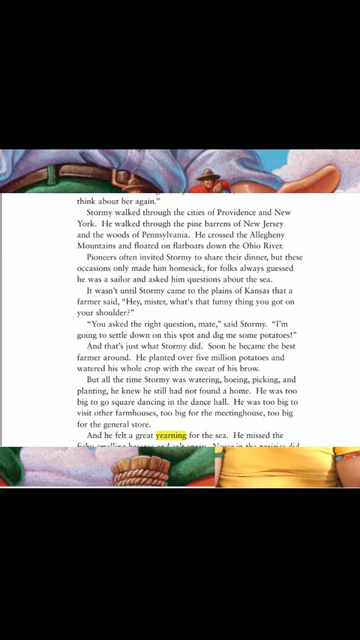 think about her again."
Stormy walked through the cities of Providence and New
York. He walked through the pine barrens of New Jersey
and the woods of Pennsylvania. He crossed the Allegheny
Mountains and floated on flatboats down the Ohio River.
Pioneers often invited Stormy to share their dinner, but these
occasions only made him homesick, for folks always guessed
he was a sailor and asked him questions about the sea.
It wasn't until Stormy came to the plains of Kansas that a
farmer said, "Hey, mister, what's that funny thing you got on
your shoulder?"
"You asked the right question, mate," said Stormy. "I'm
going to settle down on this spot and dig me some potatoes!"
And that's just what Stormy did. Soon he became the best
farmer around. He planted over five million potatoes and
watered his whole crop with the sweat of his brow.
But all the time Stormy was watering, hoeing, picking, and
planting, he knew he still had not found a home. He was too
big to go square dancing in the dance hall. He was too big to
visit other farmhouses, too big for the meetinghouse, too big
for the general store.
And he felt a great yearning for the sea. He missed the